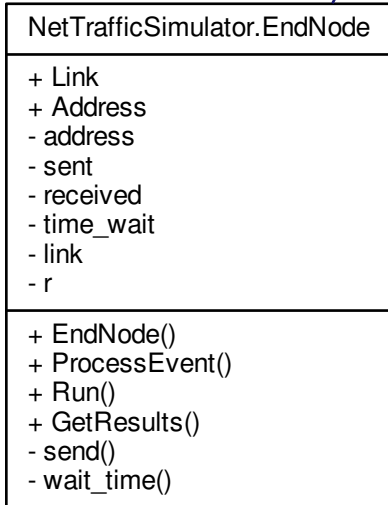 NetTrafficSimulator.EndNode
+ Link
+ Address
- address
- sent
- received
- time_wait
- link
- r
+ EndNode()
+ ProcessEvent()
+ Run()
+ GetResults()
- send()
- wait_time()